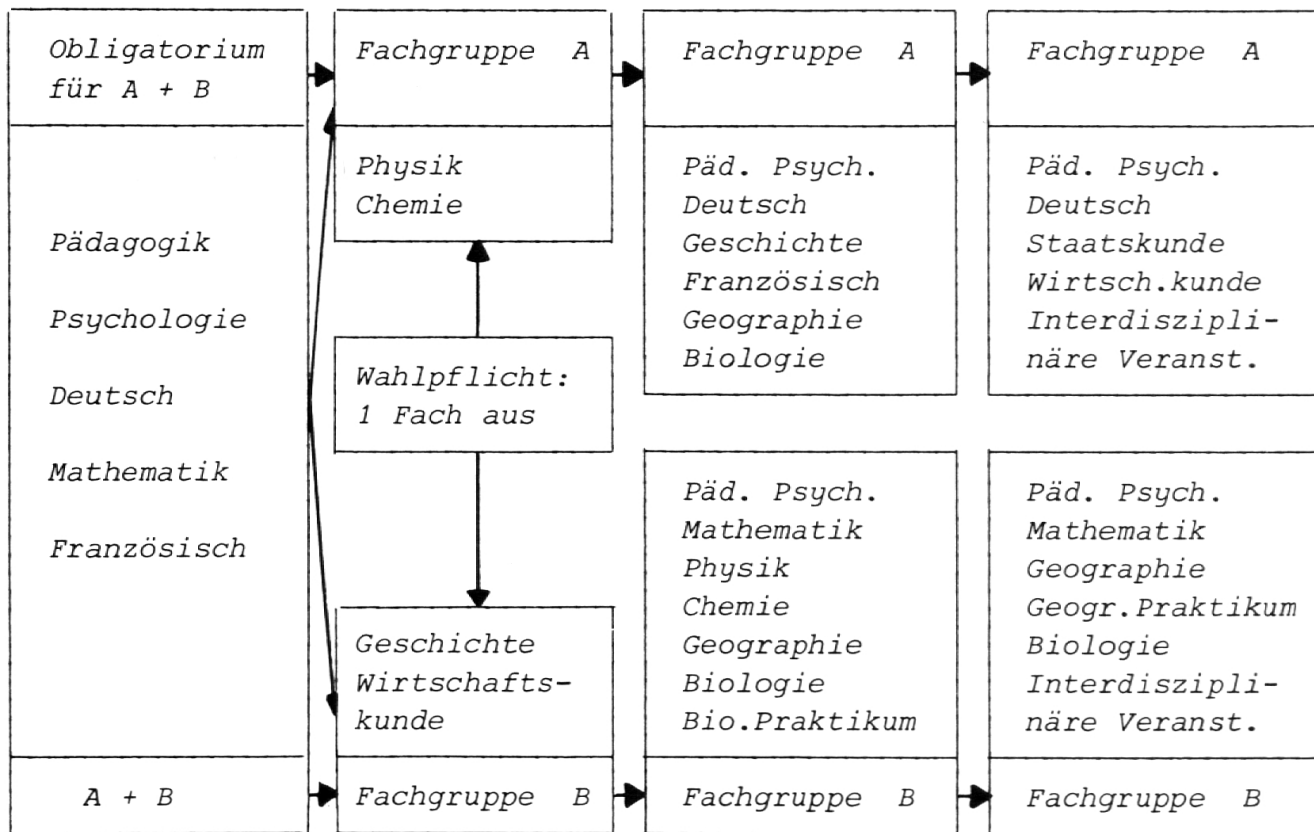 Obligatorium
für A + B
Pädagogik
Psychologie
Deutsch
Mathematik
Französisch
A + B
Fachgruppe A
Physik
Chemie
Wahlpflicht:
1 Fach aus
Geschichte
Wirtschafts-
kunde
Fachgruppe B
Fachgruppe A
Päd. Psych.
Deutsch
Geschichte
Französisch
Geographie
Biologie
Päd. Psych.
Mathematik
Physik
Chemie
Geographie
Biologie
Bio.Praktikum
Fachgruppe B
Fachgruppe A
Päd. Psych.
Deutsch
Staatskunde
Wirtsch.kunde
Interdiszipli-
näre Veranst.
Päd. Psych.
Mathematik
Geographie
Geogr.Praktikum
Biologie
Interdiszipli-
näre Veranst.
Fachgruppe B